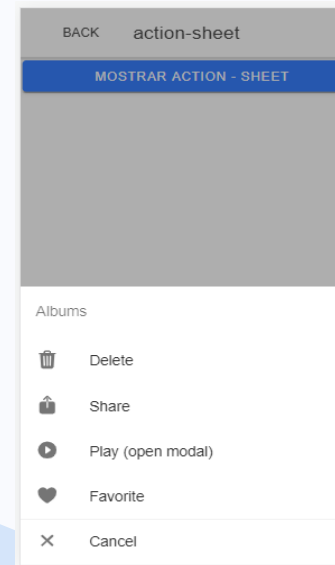 BACK action-sheet
MOSTRAR ACTION - SHEET
Albums
Delete
Share
Play (open modal)
Favorite
Cancel